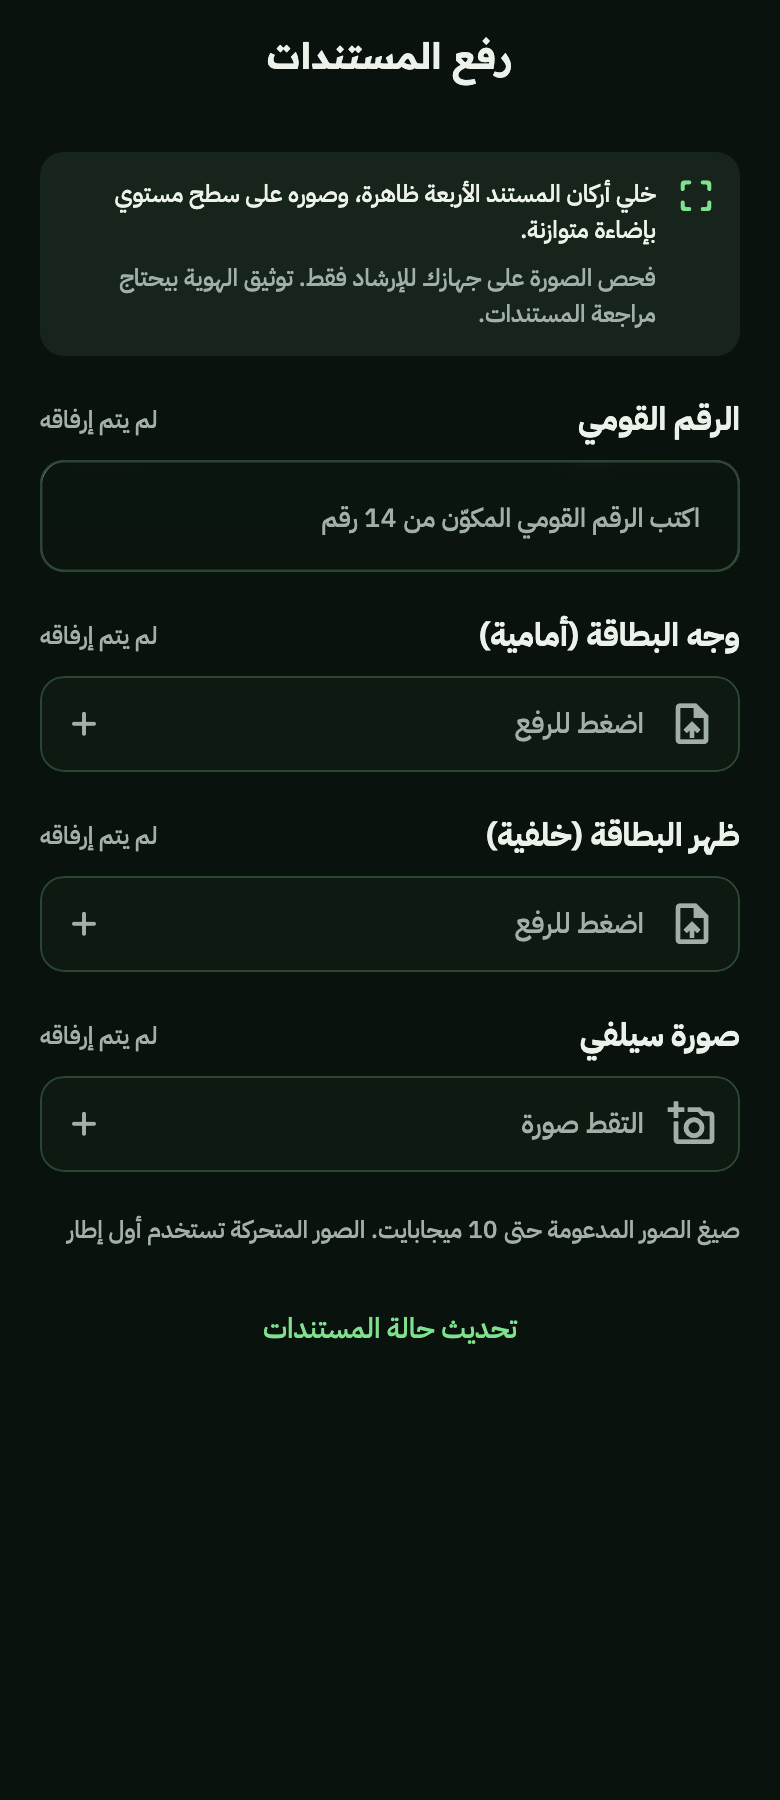 رفع المستندات
خلي أركان المستند الأربعة ظاهرة، وصوره على سطح مستوي
بإضاءة متوازنة.
فحص الصورة على جهازك للإرشاد فقط. توثيق الهوية بيحتاج
مراجعة المستندات.
الرقم القومي
لم يتم إرفاقه
اكتب الرقم القومي المكوّن من 14 رقم
وجه البطاقة (أمامية)
لم يتم إرفاقه
اضغط للرفع
ظهر البطاقة (خلفية)
لم يتم إرفاقه
اضغط للرفع
صورة سيلفي
لم يتم إرفاقه
التقط صورة
صيغ الصور المدعومة حتى 10 ميجابايت. الصور المتحركة تستخدم أول إطار
تحديث حالة المستندات